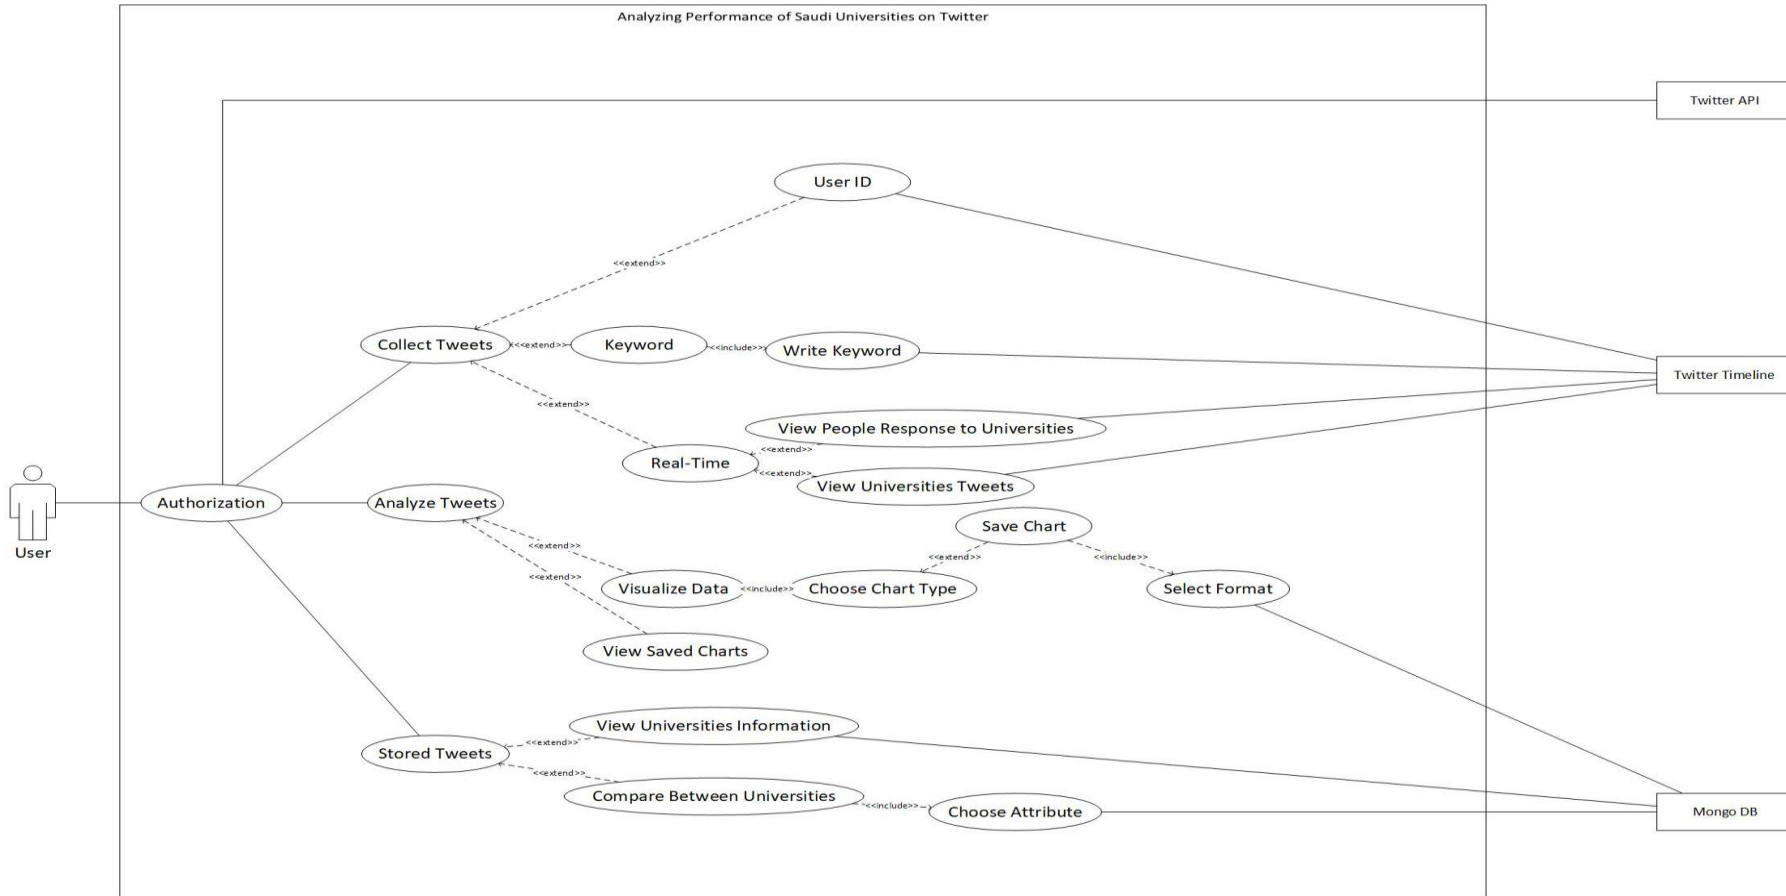 Analyzing Performance of Saudi Universities on Twitter
Twitter API
User ID
<<extend>>
Collect Tweets
<<extend>>
Keyword
<<include>>
Write Keyword
Twitter Timeline
<<extend>>
View People Response to Universities
<<extend>>
Real-Time
<<extend>>
View Universities Tweets
User
Authorization
Analyze Tweets
Save Chart
<<extend>>
<<extend>>
<<include>>
<<extend>>
Visualize Data
<<include>>
Choose Chart Type
Select Format
View Saved Charts
View Universities Information
<<extend>>
Stored Tweets
<<extend>>
Compare Between Universities
<<include>>
Choose Attribute
Mongo DB